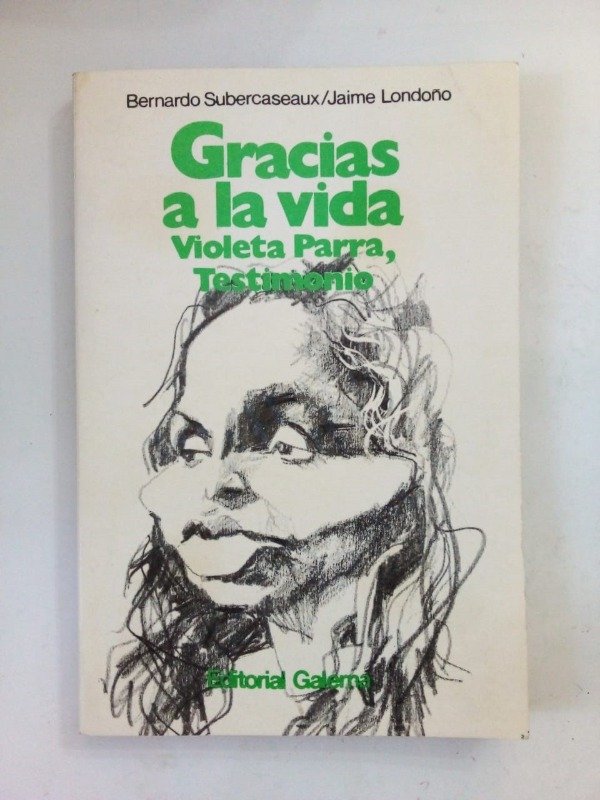 Bernardo Subercaseaux/Jaime Londoño
Gracias
a la vida
Violeta Parra,
Testimonio
Editorial Galerna